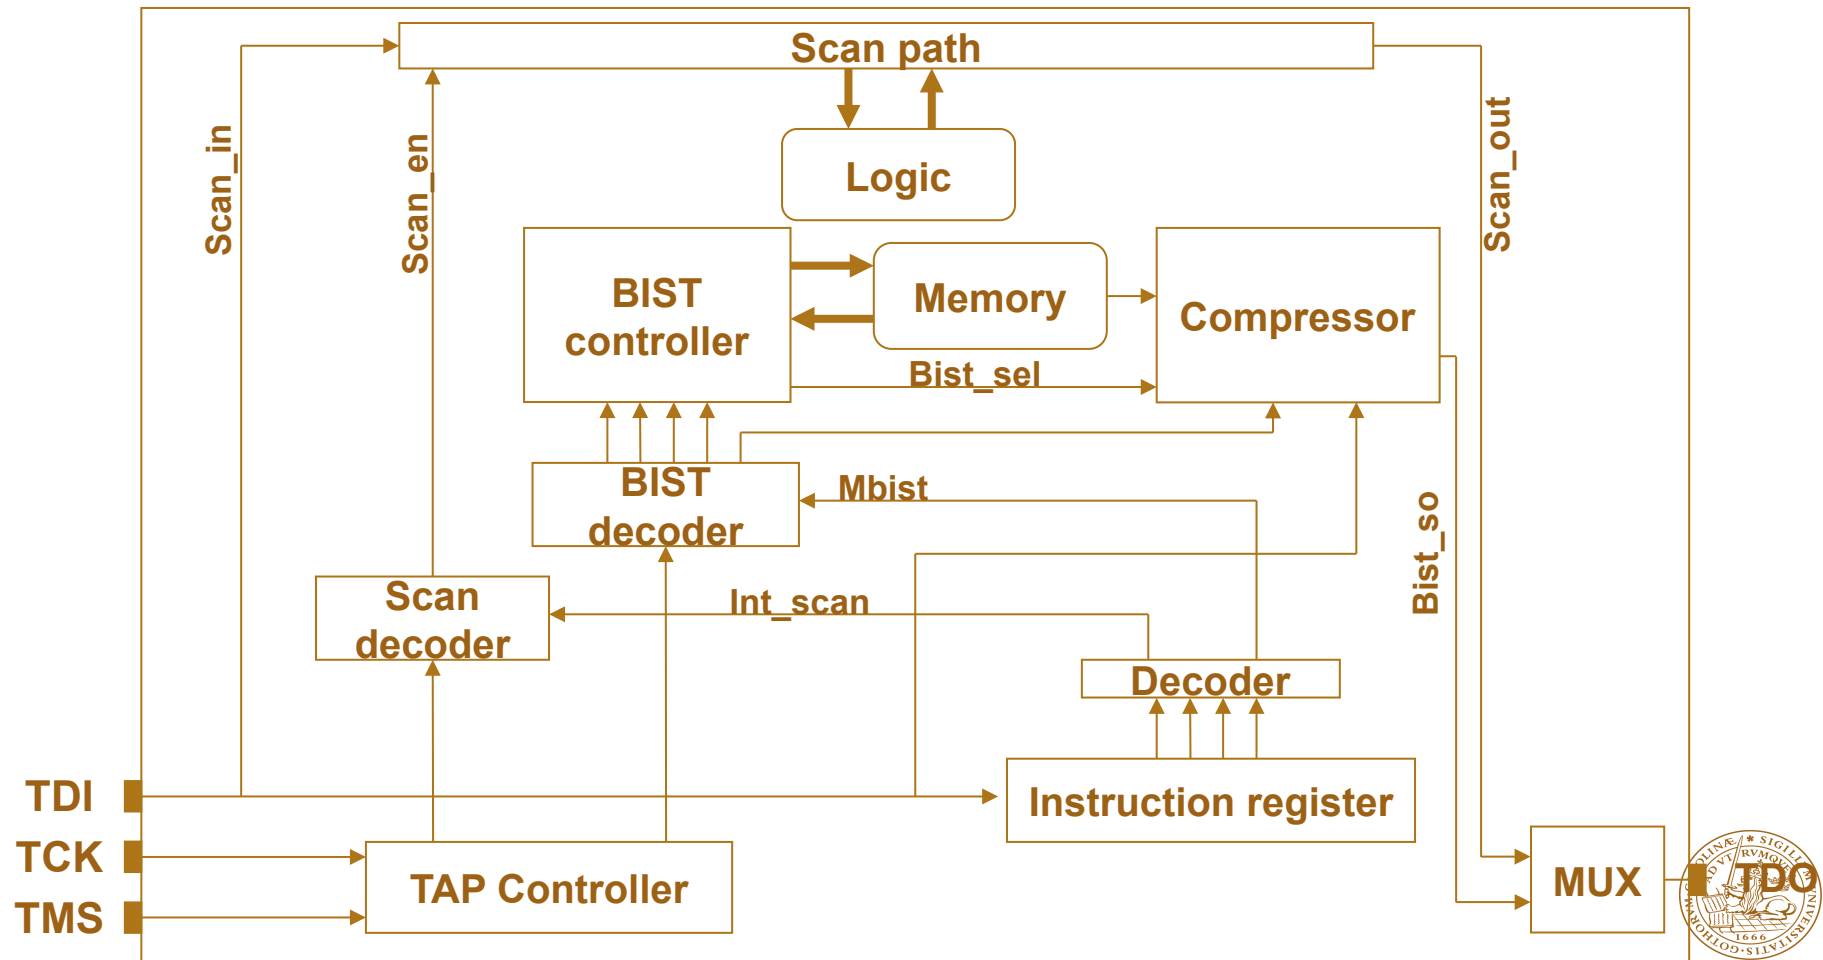 Scan path
Scan_in
Scan_en
Scan_out
Logic
BIST
controller
Memory
Compressor
Bist_sel
BIST
decoder
Mbist
Bist_so
Scan
decoder
Int_scan
Decoder
TDI
Instruction register
TCK
TMS
TAP Controller
MUX
TDO
1666